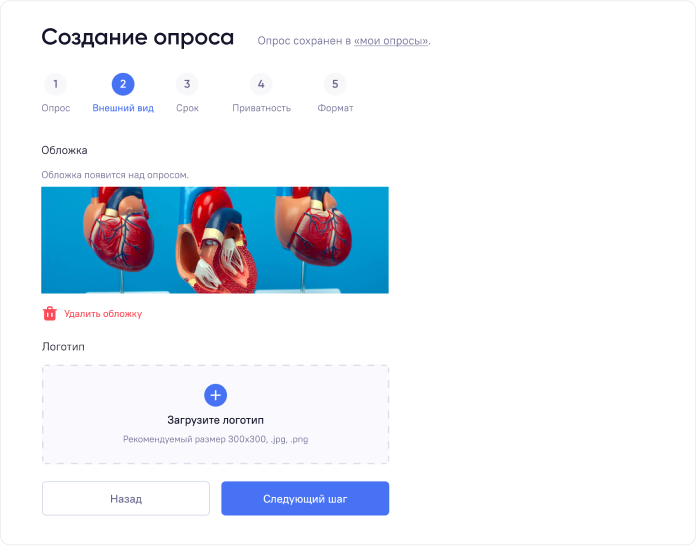 Создание опроса
Опрос сохранен в «мои опросы».
1
2
3
4
5
Опрос
Внешний вид
Срок
Приватность
Формат
Обложка
Обложка появится над опросом.
Удалить обложку
Логотип
Загрузите логотип
Рекомендуемый размер 300x300, .jpg, .png
Назад
Следующий шаг